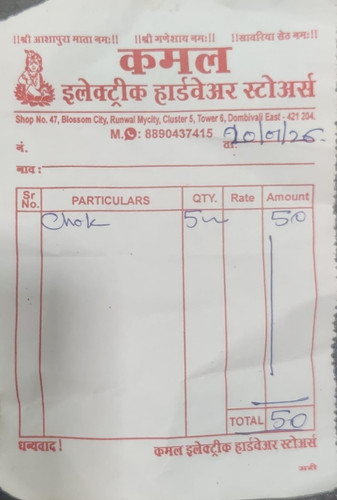 ||श्री आशापुरा माता नमः|| ||श्री गणेशाय नमः|| ||सावरिया सेठ नमः||
कमल
इलेक्ट्रीक हार्डवेअर स्टोअर्स
Shop No. 47, Blossom City, Runwal Mycity, Cluster 5, Tower 6, Dombivali East - 421 204.
M. : 8890437415
नं. ता.
नाव :
Sr No. PARTICULARS QTY. Rate Amount
Chok 50
TOTAL 50
धन्यवाद ! कमल इलेक्ट्रीक हार्डवेअर स्टोअर्स